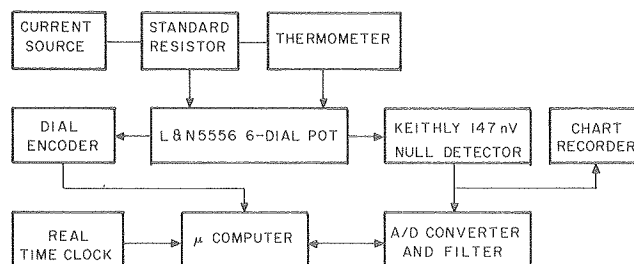 CURRENT
SOURCE
STANDARD
RESISTOR
THERMOMETER
DIAL
ENCODER
L & N 5556 6-DIAL POT
KEITHLY 147 nV
NULL DETECTOR
CHART
RECORDER
REAL
TIME CLOCK
μ COMPUTER
A/D CONVERTER
AND FILTER